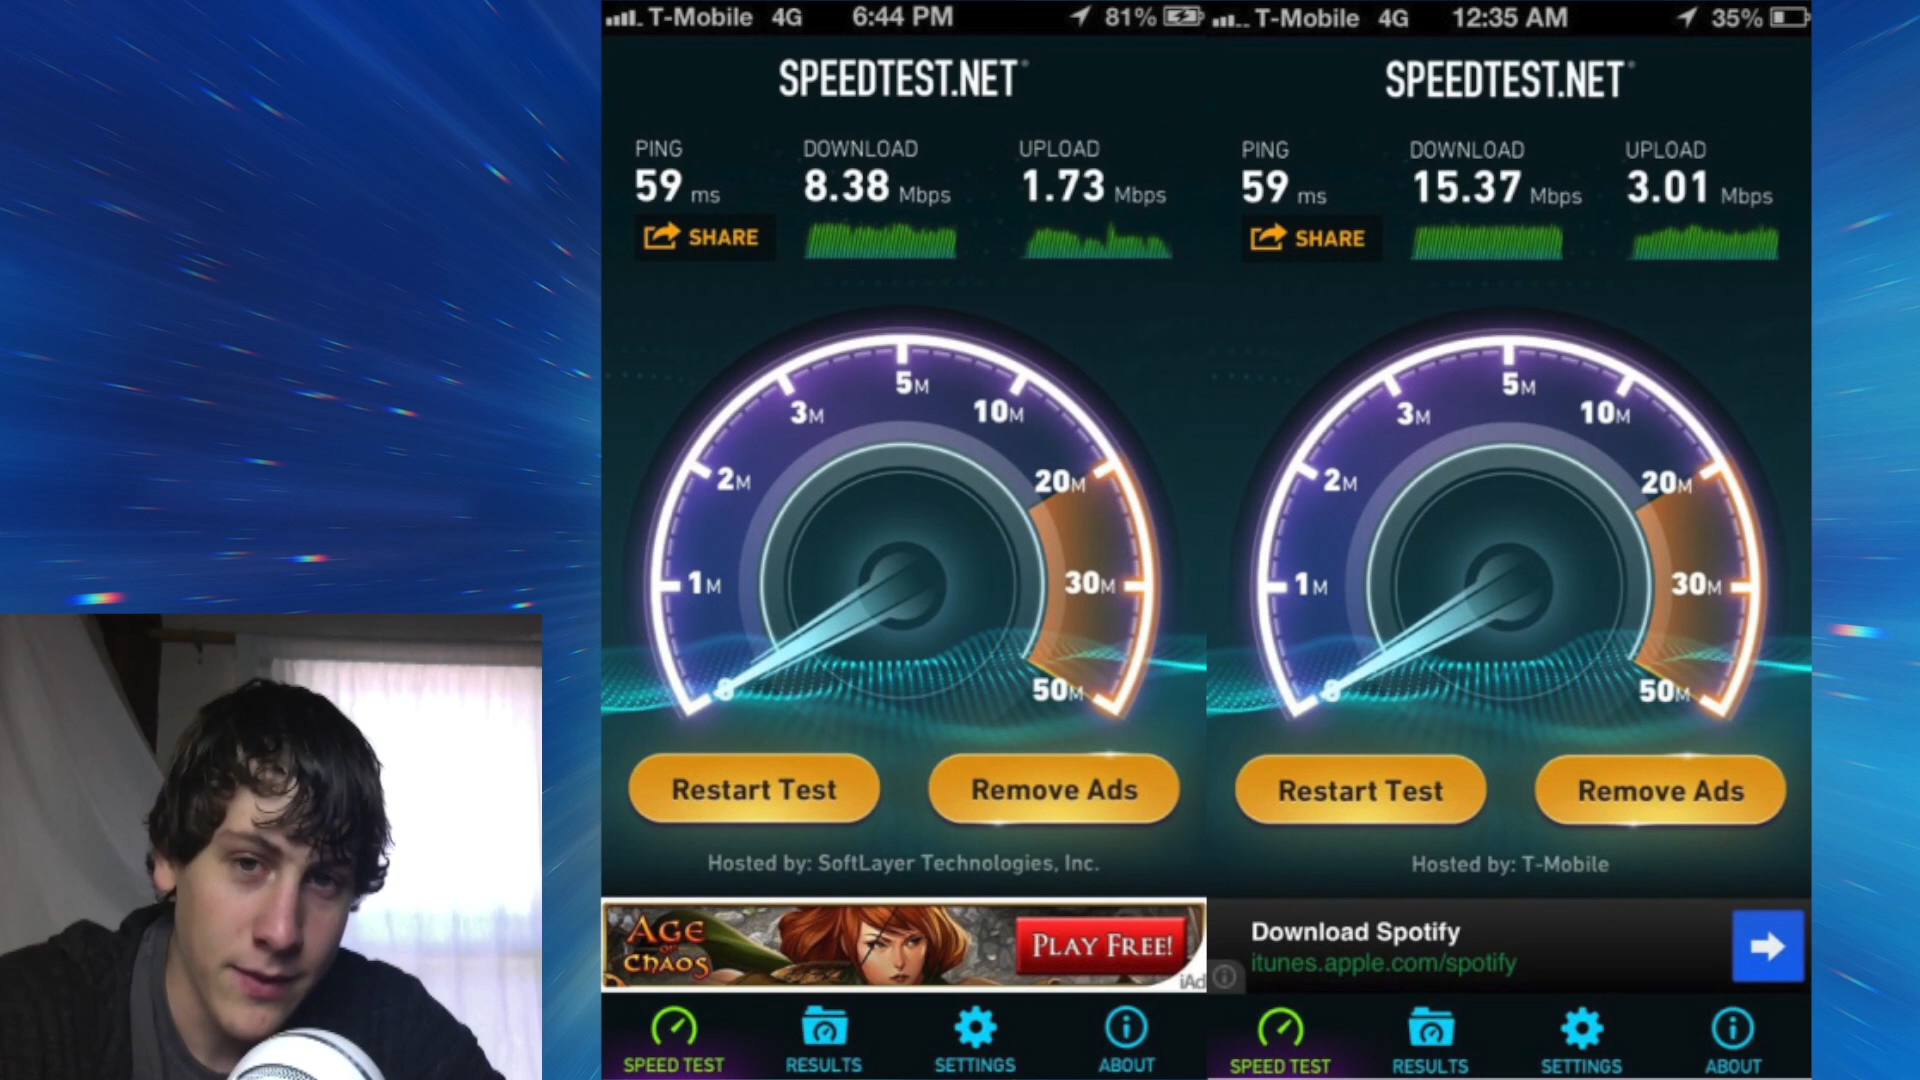 T-Mobile 4G 6:44 PM 81%
SPEEDTEST.NET
PING DOWNLOAD UPLOAD
59 ms 8.38 Mbps 1.73 Mbps
SHARE
5M
3M 10M
2M 20M
1M 30M
0 50M
Restart Test Remove Ads
Hosted by: SoftLayer Technologies, Inc.
AGE OF CHAOS
PLAY FREE!
iAd
SPEED TEST RESULTS SETTINGS ABOUT
T-Mobile 4G 12:35 AM 35%
SPEEDTEST.NET
PING DOWNLOAD UPLOAD
59 ms 15.37 Mbps 3.01 Mbps
SHARE
5M
3M 10M
2M 20M
1M 30M
0 50M
Restart Test Remove Ads
Hosted by: T-Mobile
Download Spotify
itunes.apple.com/spotify
SPEED TEST RESULTS SETTINGS ABOUT